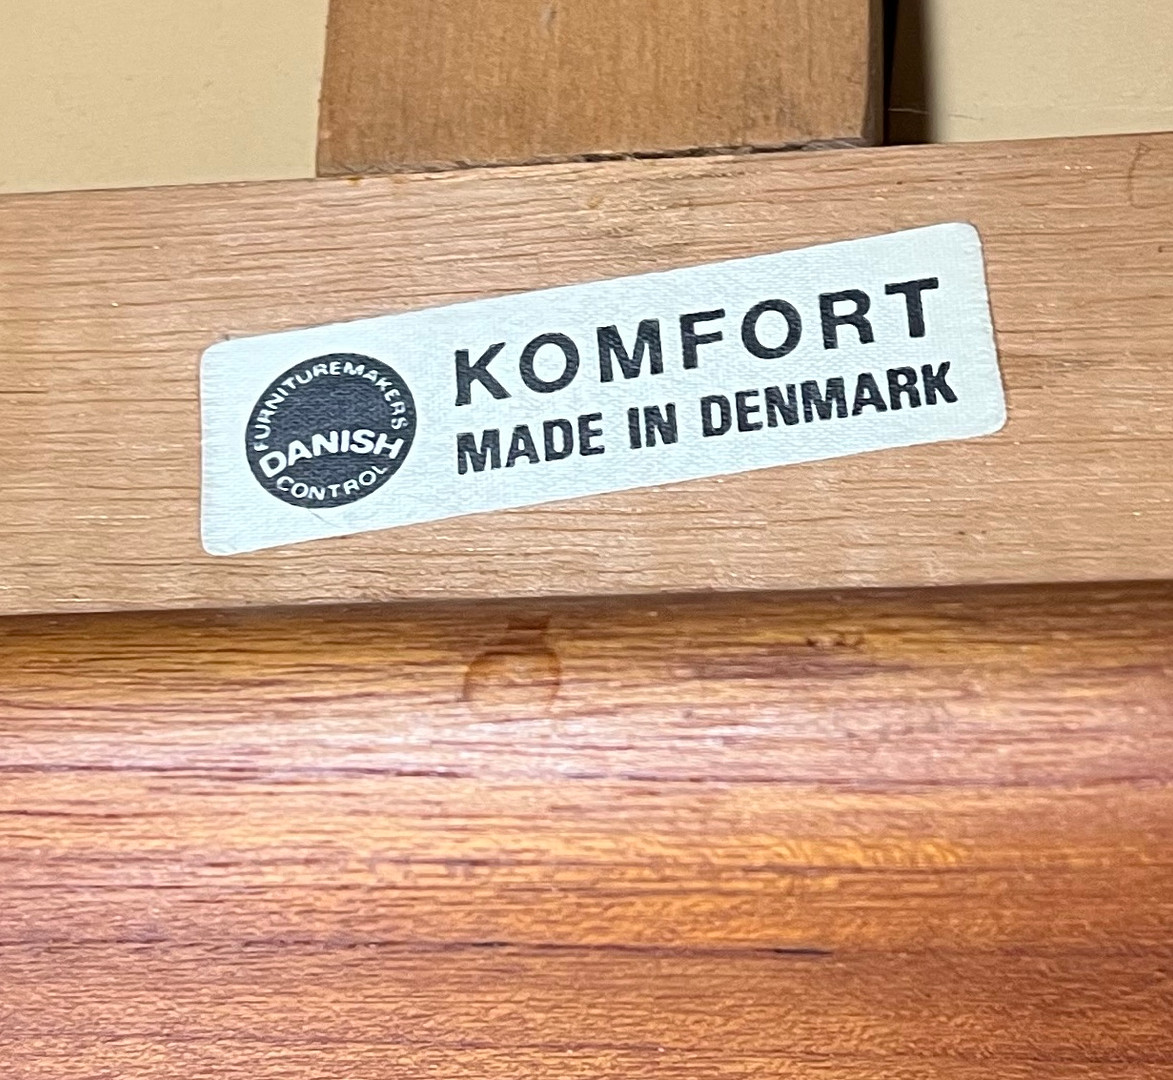 FURNITUREMAKERS
DANISH
CONTROL
KOMFORT
MADE IN DENMARK